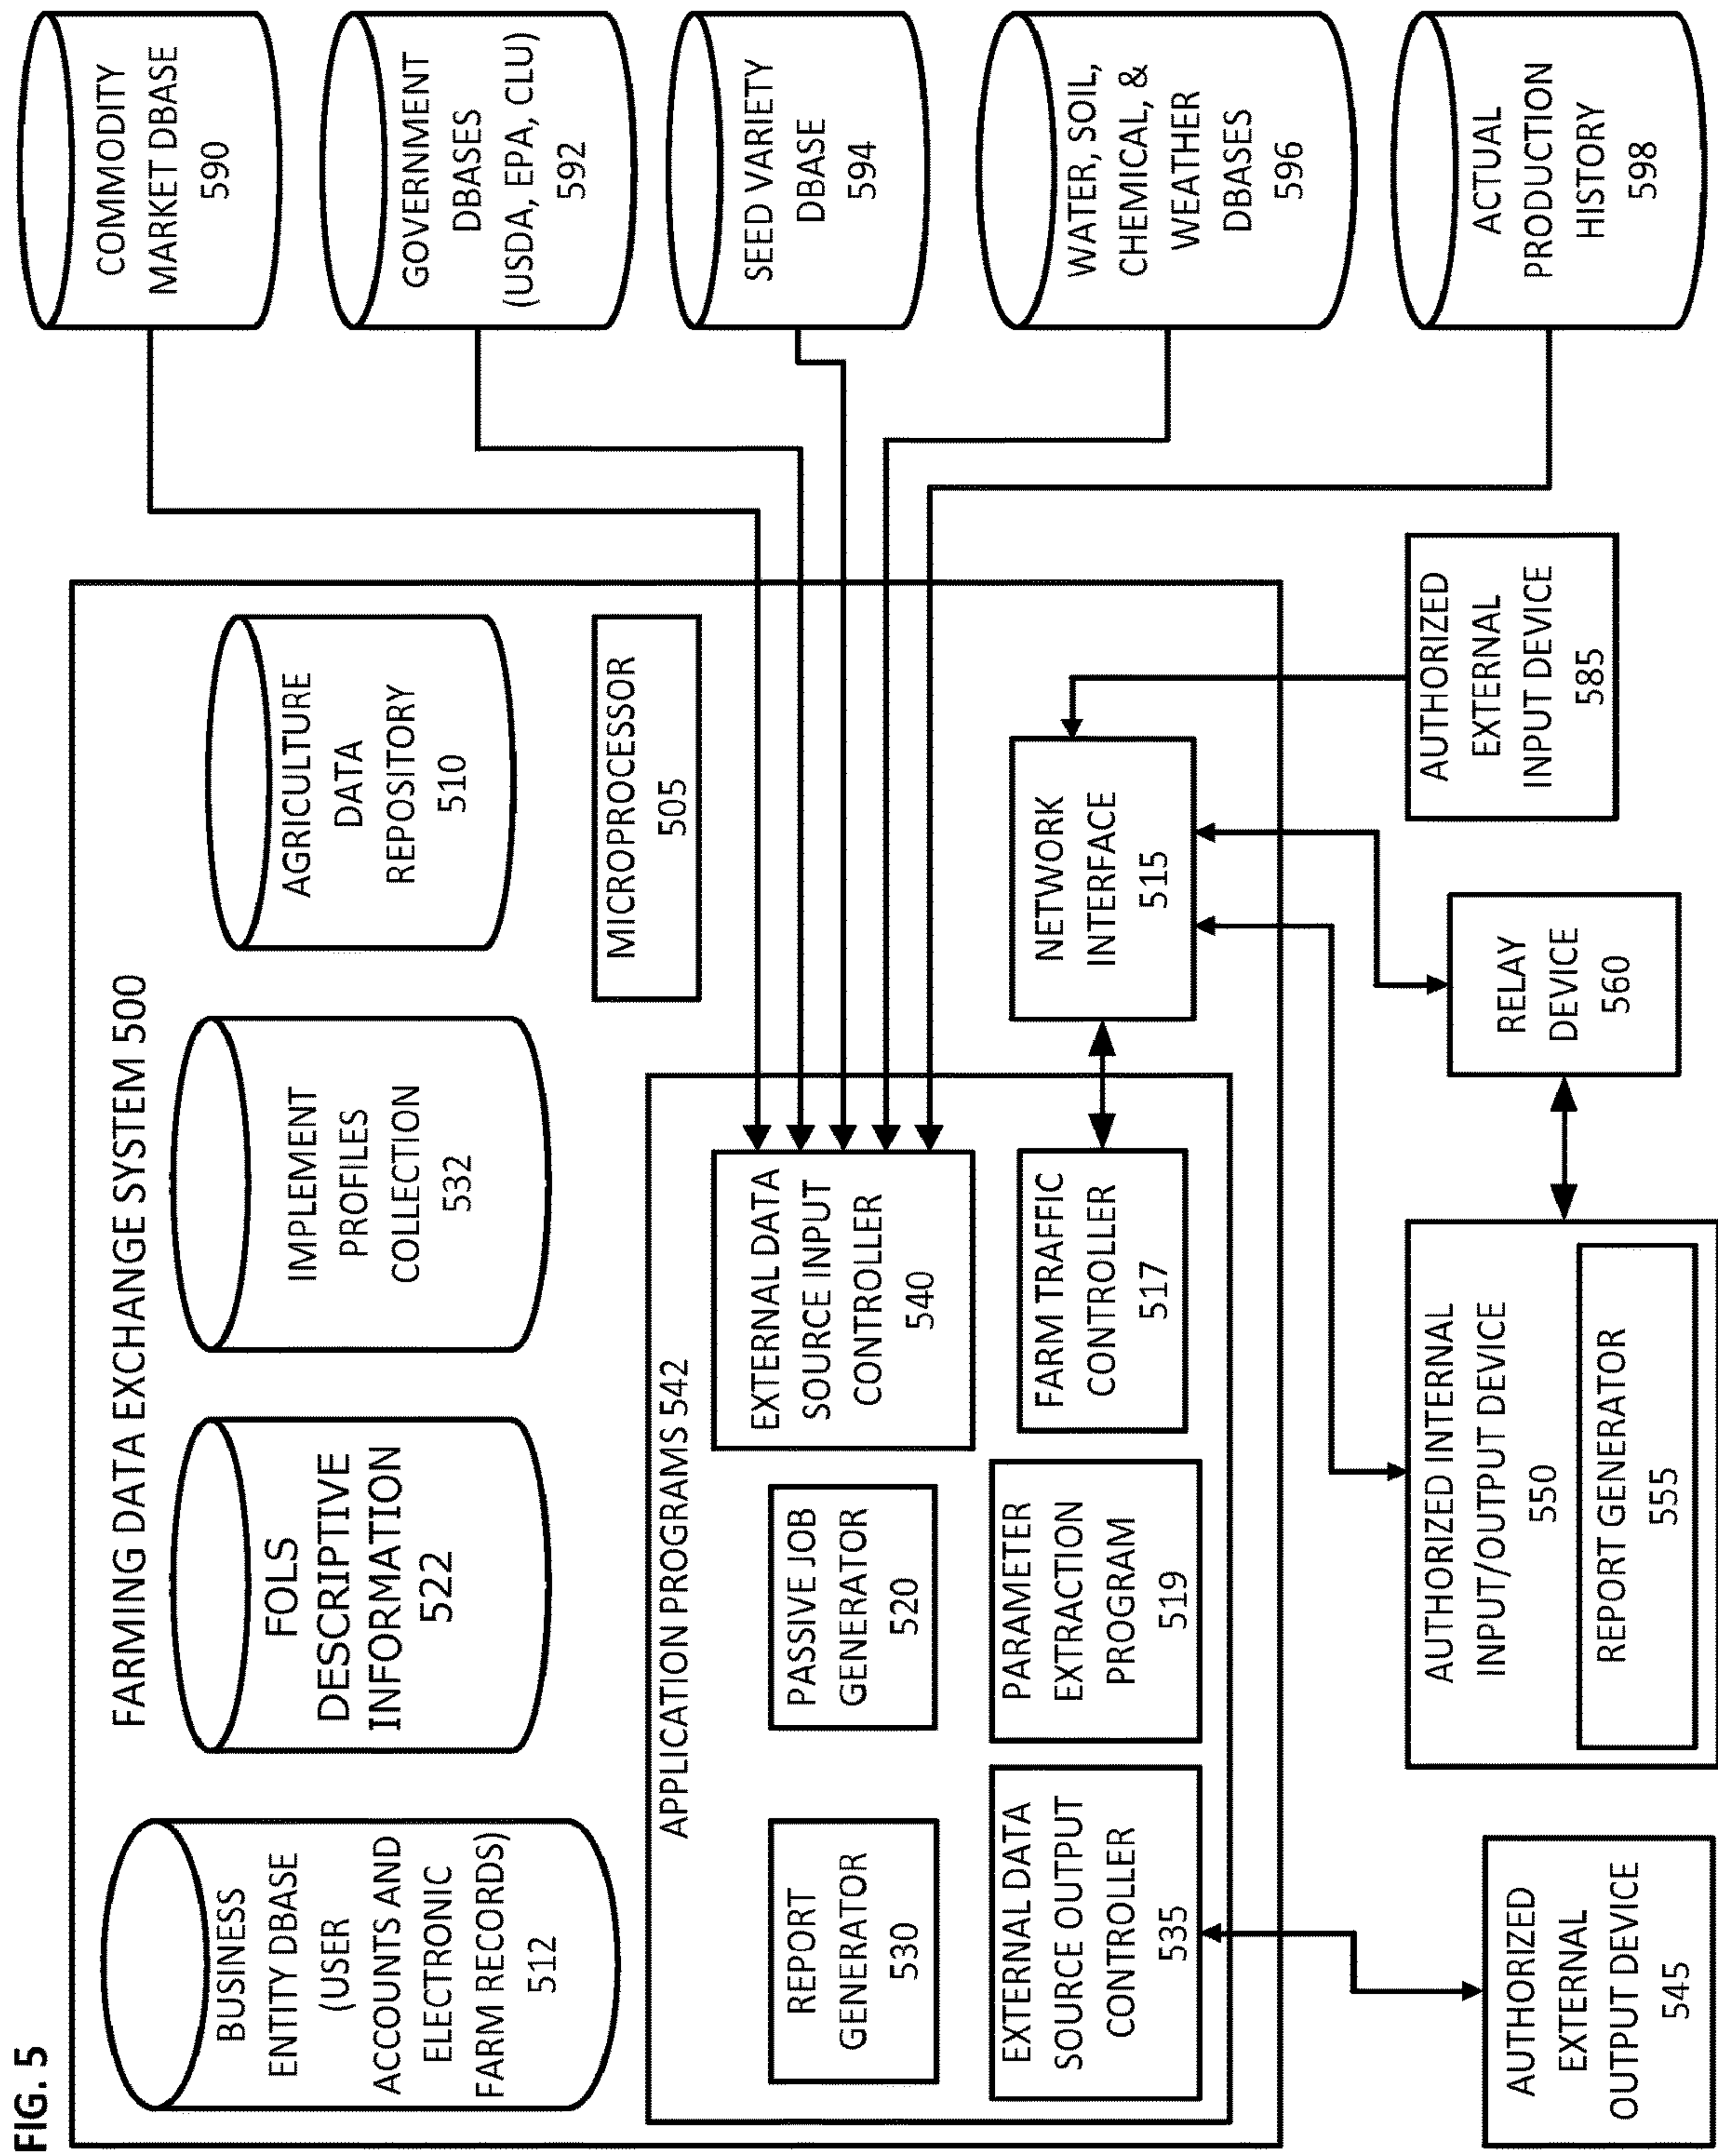 FIG. 5
FARMING DATA EXCHANGE SYSTEM 500
BUSINESS
ENTITY DBASE
(USER
ACCOUNTS AND
ELECTRONIC
FARM RECORDS)
512
FOLS
DESCRIPTIVE
INFORMATION
522
IMPLEMENT
PROFILES
COLLECTION
532
AGRICULTURE
DATA
REPOSITORY
510
MICROPROCESSOR
505
APPLICATION PROGRAMS 542
REPORT
GENERATOR
530
PASSIVE JOB
GENERATOR
520
EXTERNAL DATA
SOURCE INPUT
CONTROLLER
540
EXTERNAL DATA
SOURCE OUTPUT
CONTROLLER
535
PARAMETER
EXTRACTION
PROGRAM
519
FARM TRAFFIC
CONTROLLER
517
NETWORK
INTERFACE
515
AUTHORIZED
EXTERNAL
OUTPUT DEVICE
545
AUTHORIZED INTERNAL
INPUT/OUTPUT DEVICE
550
REPORT GENERATOR
555
RELAY
DEVICE
560
AUTHORIZED
EXTERNAL
INPUT DEVICE
585
COMMODITY
MARKET DBASE
590
GOVERNMENT
DBASES
(USDA, EPA, CLU)
592
SEED VARIETY
DBASE
594
WATER, SOIL,
CHEMICAL, &
WEATHER
DBASES
596
ACTUAL
PRODUCTION
HISTORY
598